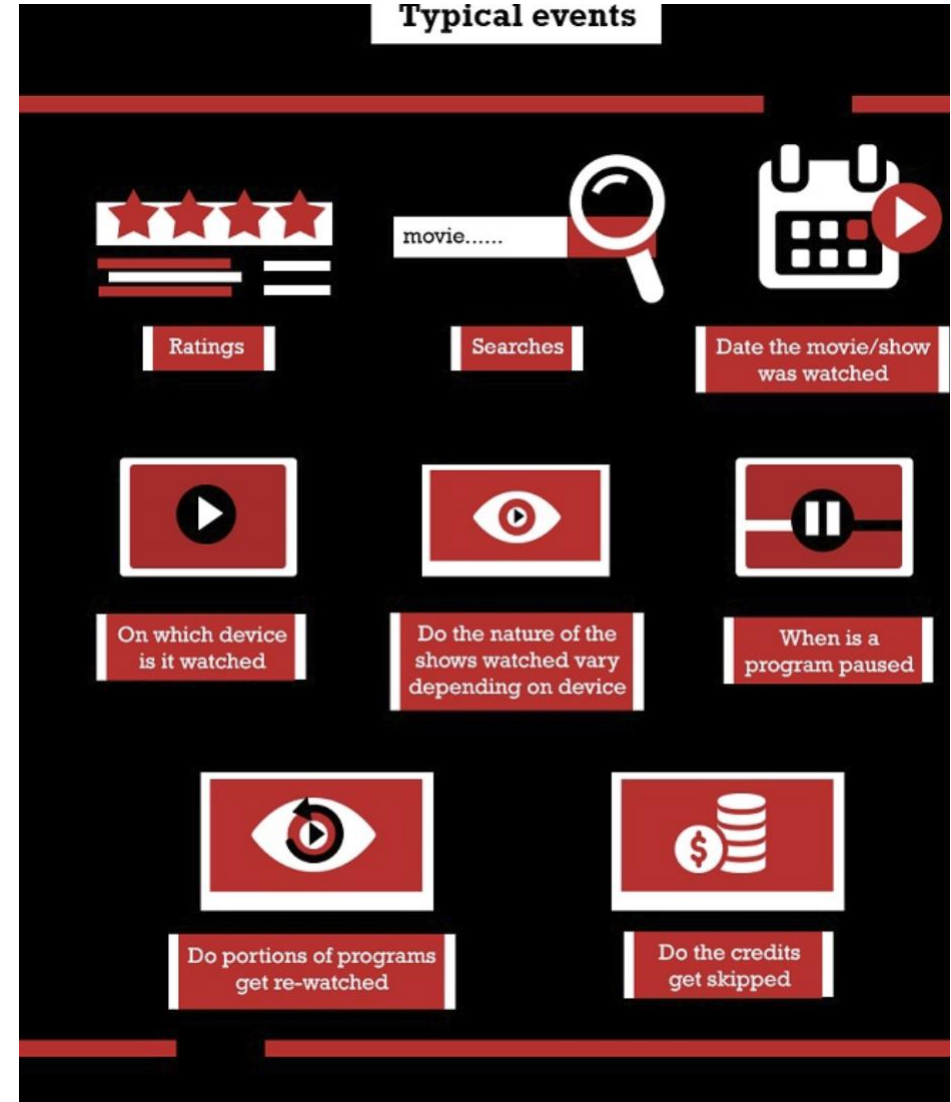 Typical events
movie......
Ratings
Searches
Date the movie/show
was watched
On which device
is it watched
Do the nature of the
shows watched vary
depending on device
When is a
program paused
$
Do portions of programs
get re-watched
Do the credits
get skipped